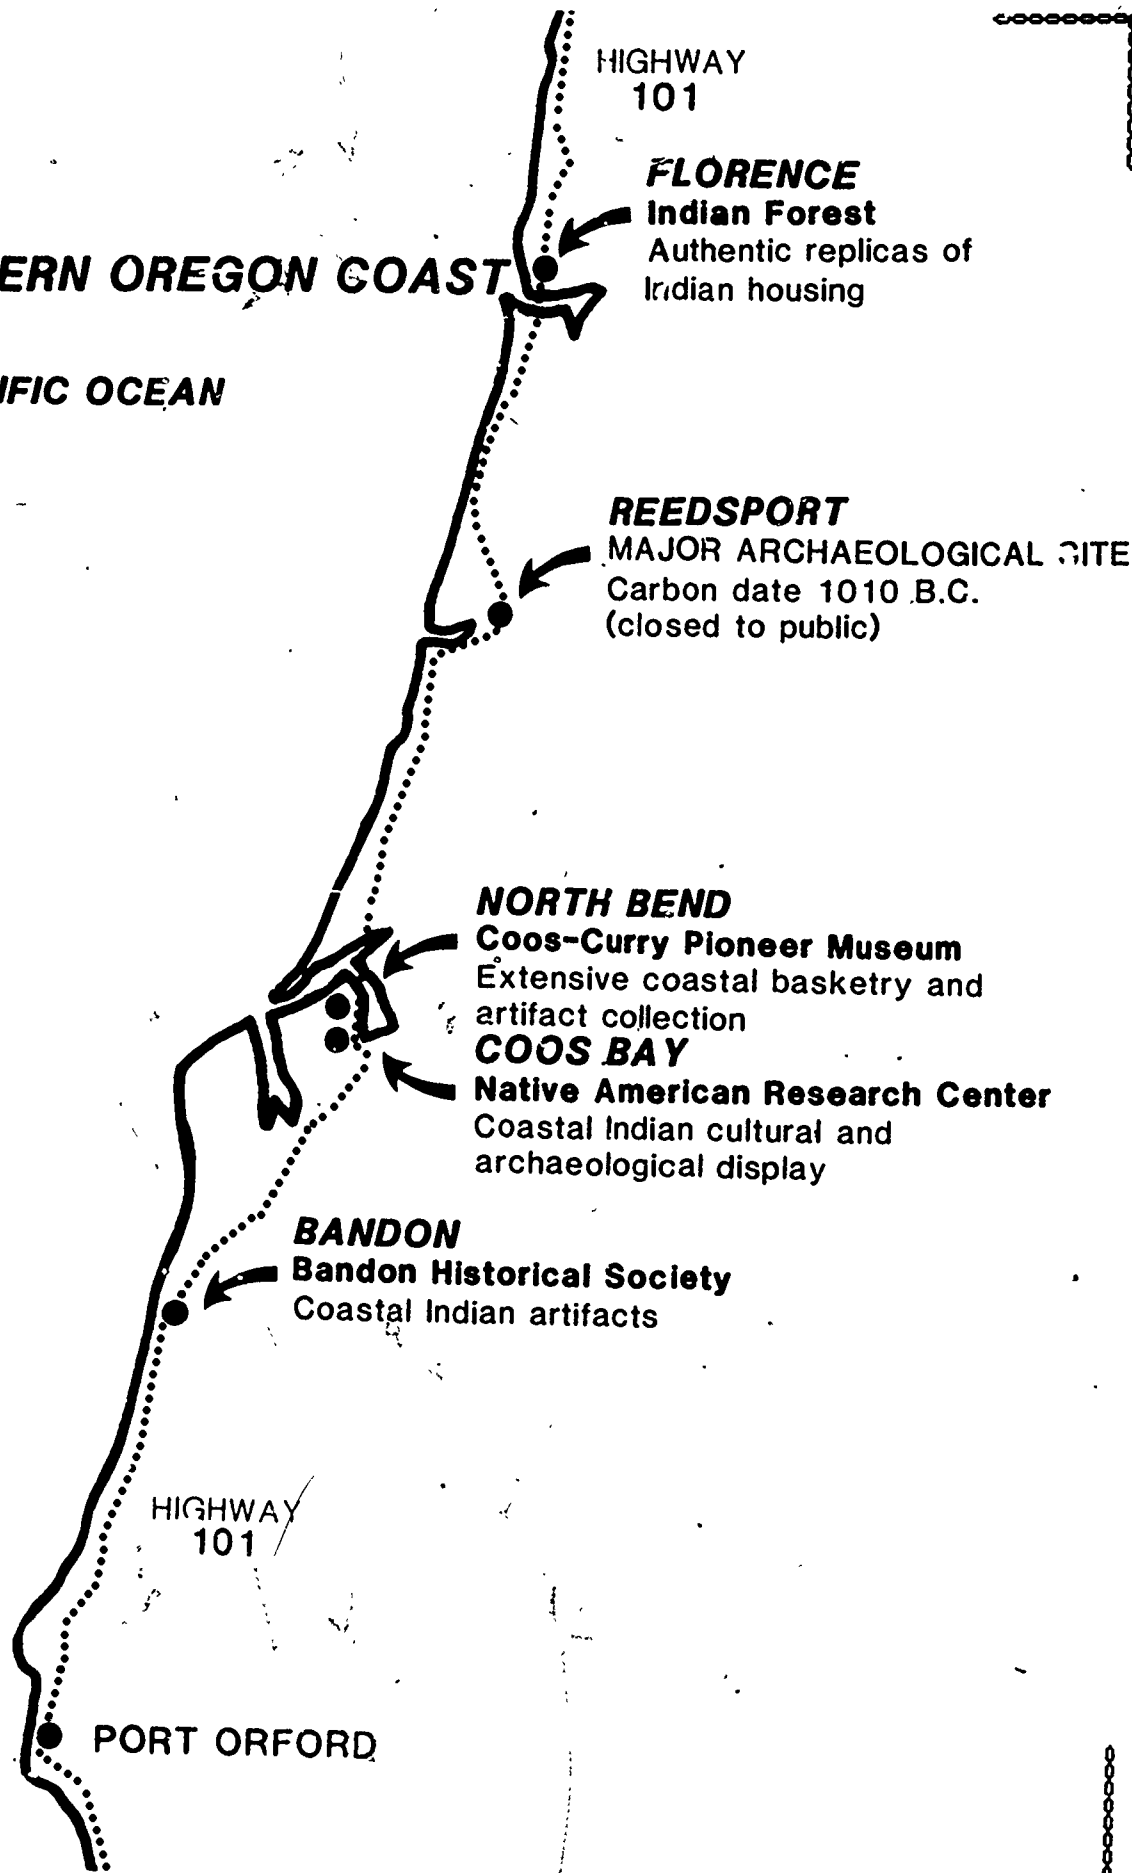 HIGHWAY
101
FLORENCE
Indian Forest
Authentic replicas of
Indian housing
ERN OREGON COAST
IFIC OCEAN
REEDSPORT
MAJOR ARCHAEOLOGICAL SITE
Carbon date 1010 B.C.
(closed to public)
NORTH BEND
Coos-Curry Pioneer Museum
Extensive coastal basketry and
artifact collection
COOS BAY
Native American Research Center
Coastal Indian cultural and
archaeological display
BANDON
Bandon Historical Society
Coastal Indian artifacts
HIGHWAY
101
PORT ORFORD